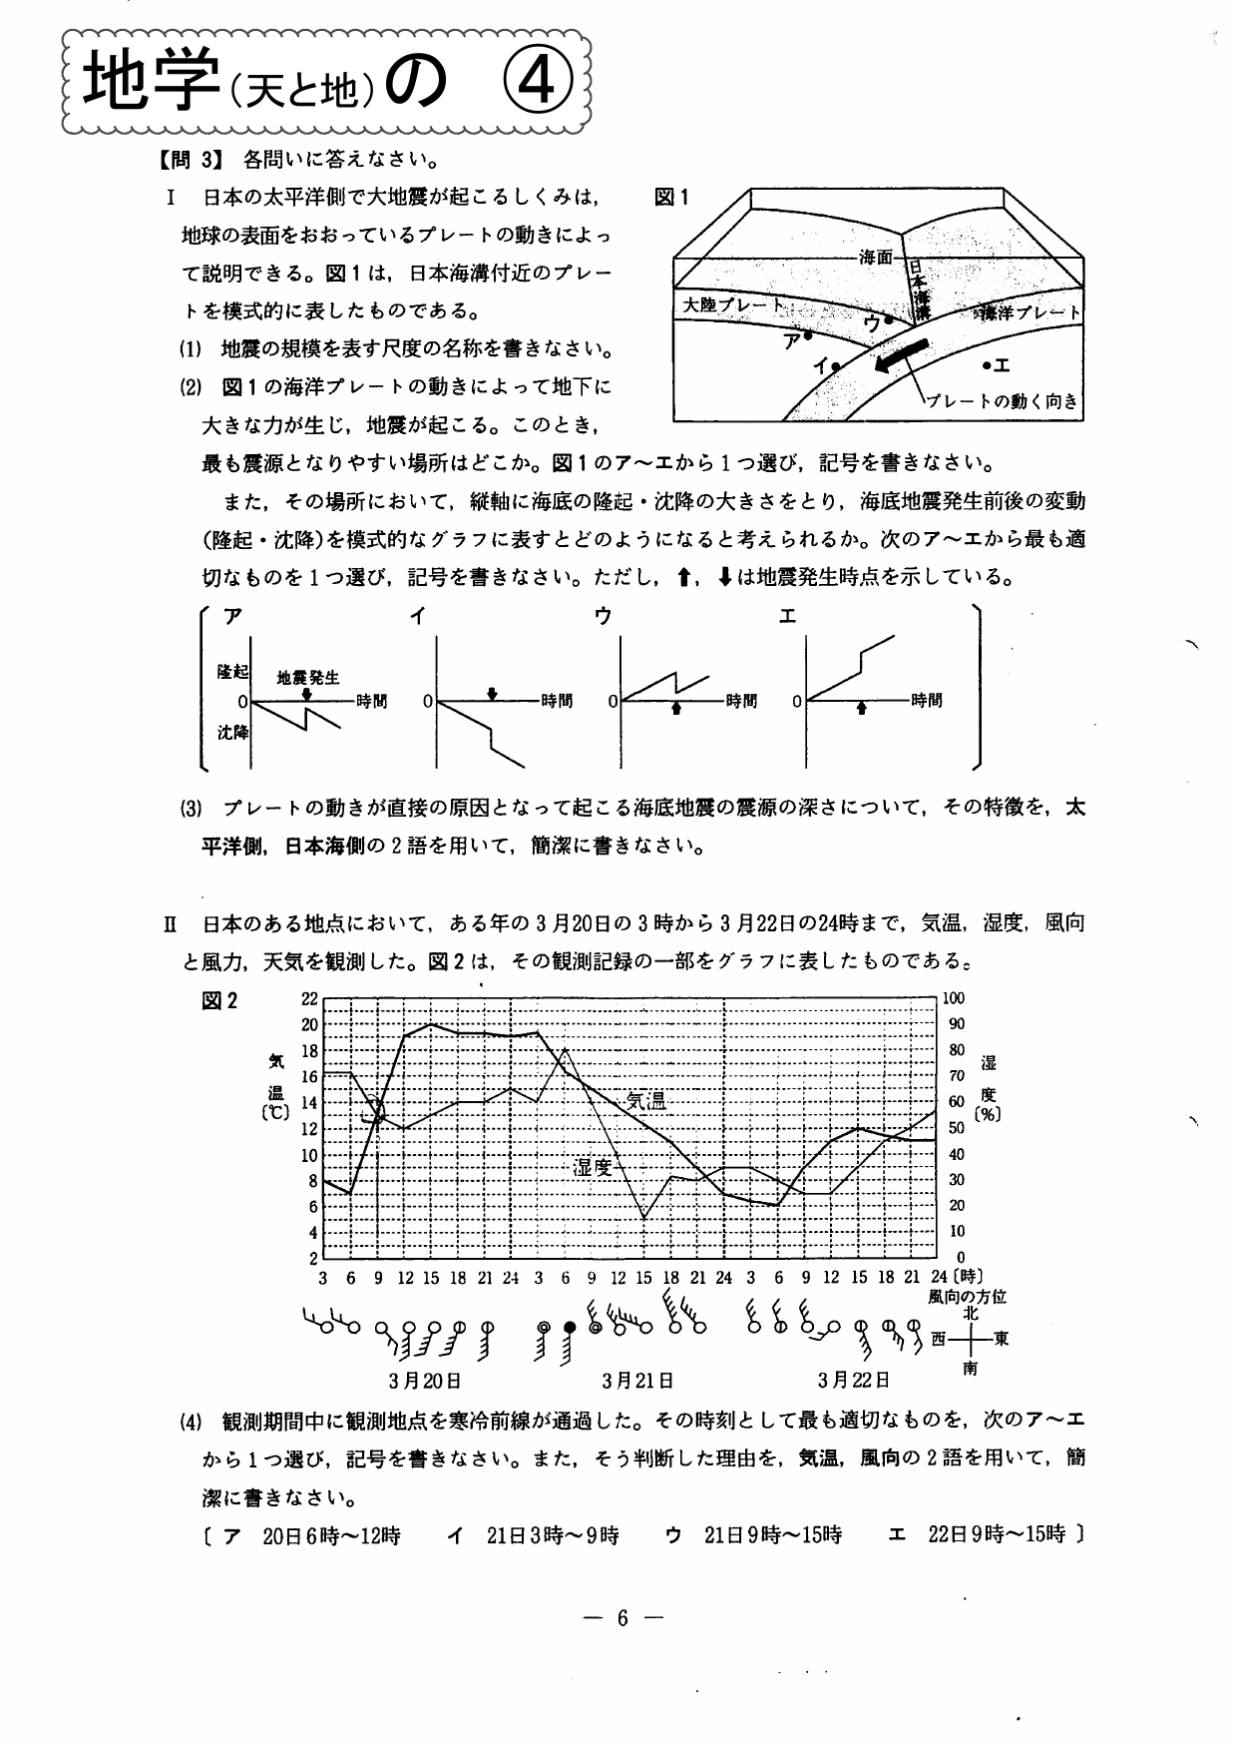 地学(天と地)の ④
【問 3】 各問いに答えなさい。
Ⅰ 日本の太平洋側で大地震が起こるしくみは,
地球の表面をおおっているプレートの動きによっ
て説明できる。図1は,日本海溝付近のプレー
トを模式的に表したものである。
(1) 地震の規模を表す尺度の名称を書きなさい。
(2) 図1の海洋プレートの動きによって地下に
大きな力が生じ,地震が起こる。このとき,
図1
海面
日本海溝
大陸プレート
海洋プレート
ウ
ア
イ
エ
プレートの動く向き
最も震源となりやすい場所はどこか。図1のア〜エから1つ選び,記号を書きなさい。
また,その場所において,縦軸に海底の隆起・沈降の大きさをとり,海底地震発生前後の変動
(隆起・沈降)を模式的なグラフに表すとどのようになると考えられるか。次のア〜エから最も適
切なものを1つ選び,記号を書きなさい。ただし,⬆,⬇は地震発生時点を示している。
ア イ ウ エ
隆起 地震発生
0 時間 0 時間 0 時間 0 時間
沈降
(3) プレートの動きが直接の原因となって起こる海底地震の震源の深さについて,その特徴を,太
平洋側,日本海側の2語を用いて,簡潔に書きなさい。
Ⅱ 日本のある地点において,ある年の3月20日の3時から3月22日の24時まで,気温,湿度,風向
と風力,天気を観測した。図2は,その観測記録の一部をグラフに表したものである。
図2
気温(℃)
22
20
18
16
14
12
10
8
6
4
2
気温
湿度
100
90
80
70
60
50
40
30
20
10
0
湿度(%)
3 6 9 12 15 18 21 24 3 6 9 12 15 18 21 24 3 6 9 12 15 18 21 24〔時〕
風向の方位
北
西 東
南
3月20日 3月21日 3月22日
(4) 観測期間中に観測地点を寒冷前線が通過した。その時刻として最も適切なものを,次のア〜エ
から1つ選び,記号を書きなさい。また,そう判断した理由を,気温,風向の2語を用いて,簡
潔に書きなさい。
〔 ア 20日6時〜12時 イ 21日3時〜9時 ウ 21日9時〜15時 エ 22日9時〜15時 〕
— 6 —